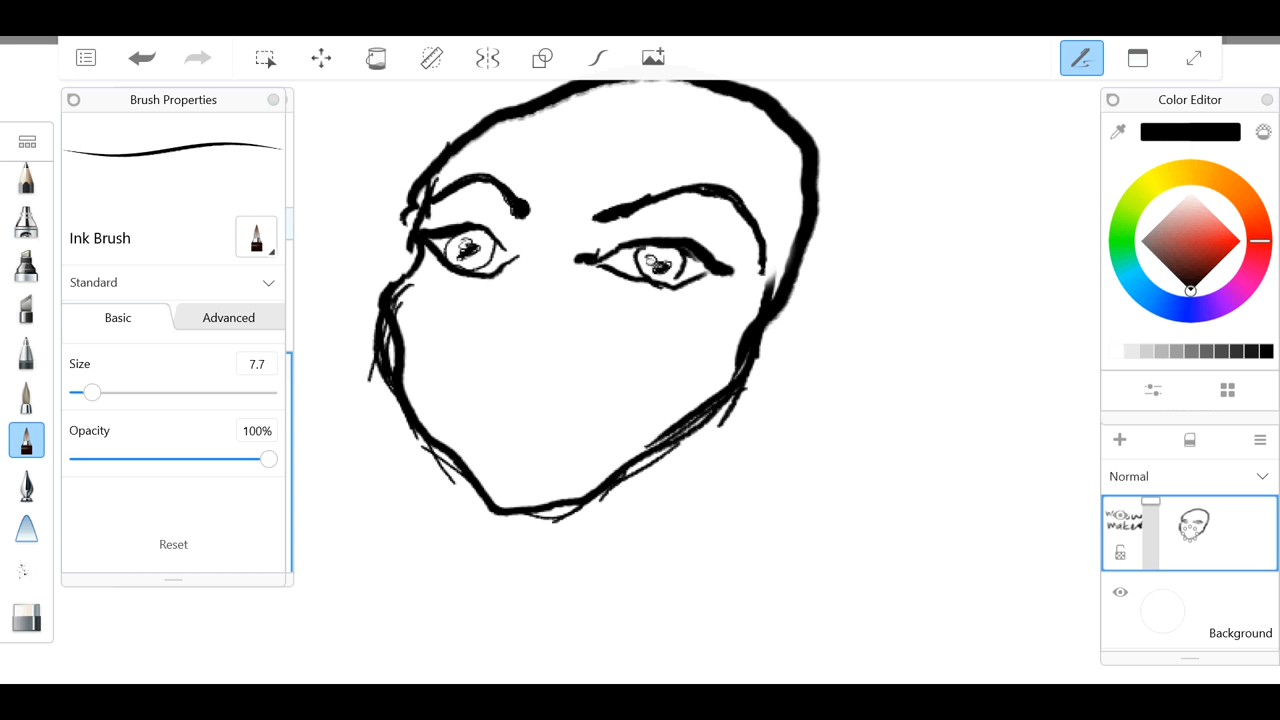 Brush Properties
Color Editor
Ink Brush
Standard
Basic
Advanced
Size
7.7
Opacity
100%
Reset
Normal
Background